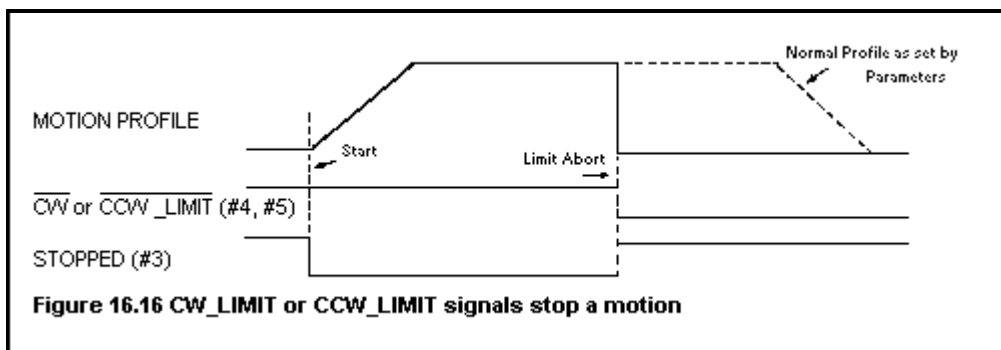 Normal Profile as set by
Parameters
MOTION PROFILE
Start
Limit Abort
CW or CCW _LIMIT (#4, #5)
STOPPED (#3)
Figure 16.16 CW_LIMIT or CCW_LIMIT signals stop a motion